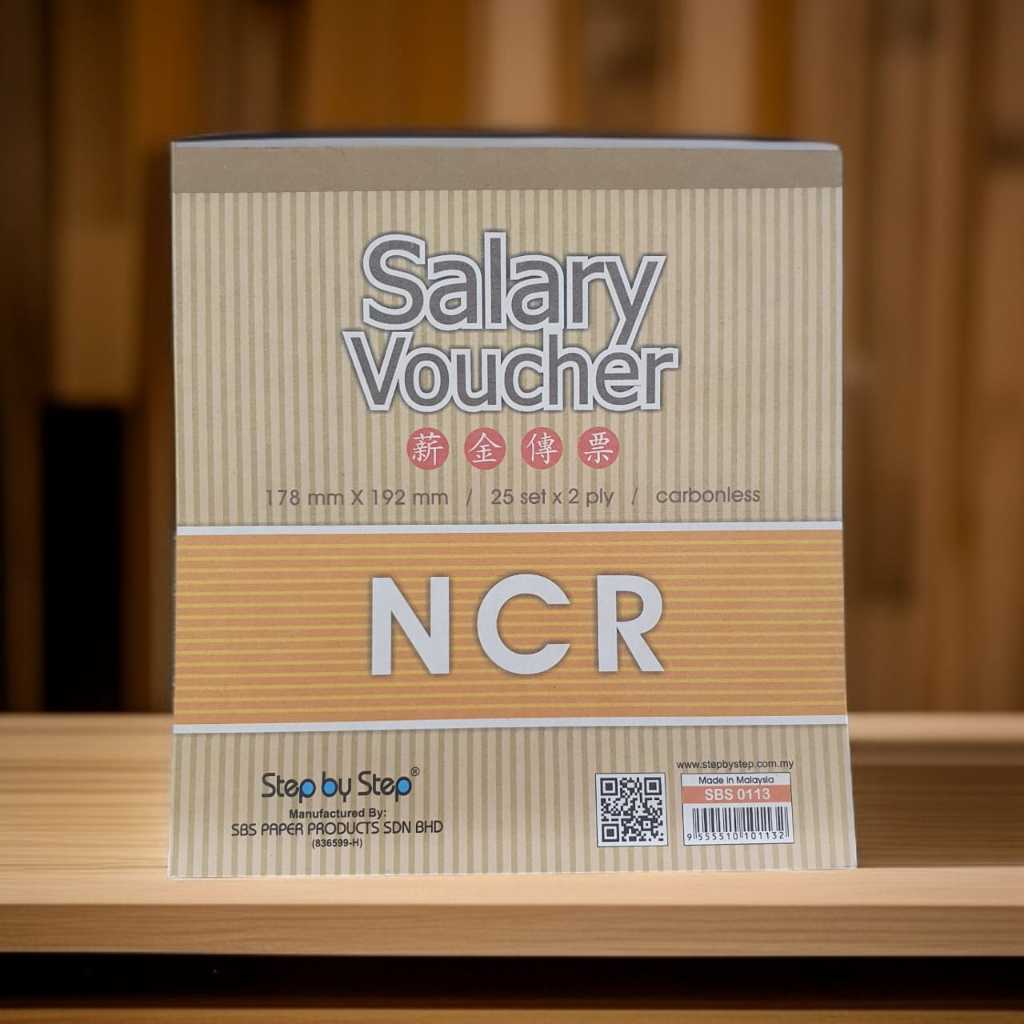 Salary
Voucher
薪金傳票
178 mm X 192 mm / 25 set x 2 ply / carbonless
NCR
Step by Step®
Manufactured By:
SBS PAPER PRODUCTS SDN BHD
(836599-H)
www.stepbystep.com.my
Made in Malaysia
SBS 0113
9 555510 101132